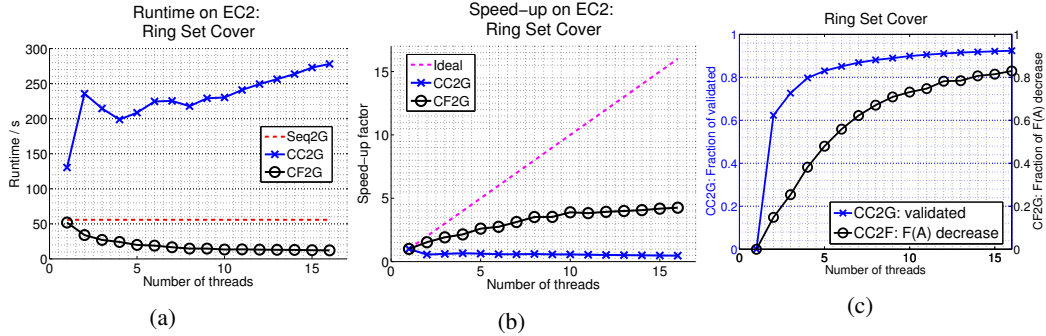 Runtime on EC2:
Ring Set Cover
300
250
200
150
100
50
0
0
5
10
15
Runtime / s
Number of threads
Seq2G
CC2G
CF2G
(a)
Speed-up on EC2:
Ring Set Cover
15
10
5
0
0
5
10
15
Speed-up factor
Number of threads
Ideal
CC2G
CF2G
(b)
Ring Set Cover
1
0.8
0.6
0.4
0.2
0
0
5
10
15
CC2G: Fraction of validated
Number of threads
1
0.8
0.6
0.4
0.2
0
CF2G: Fraction of F(A) decrease
CC2G: validated
CC2F: F(A) decrease
(c)